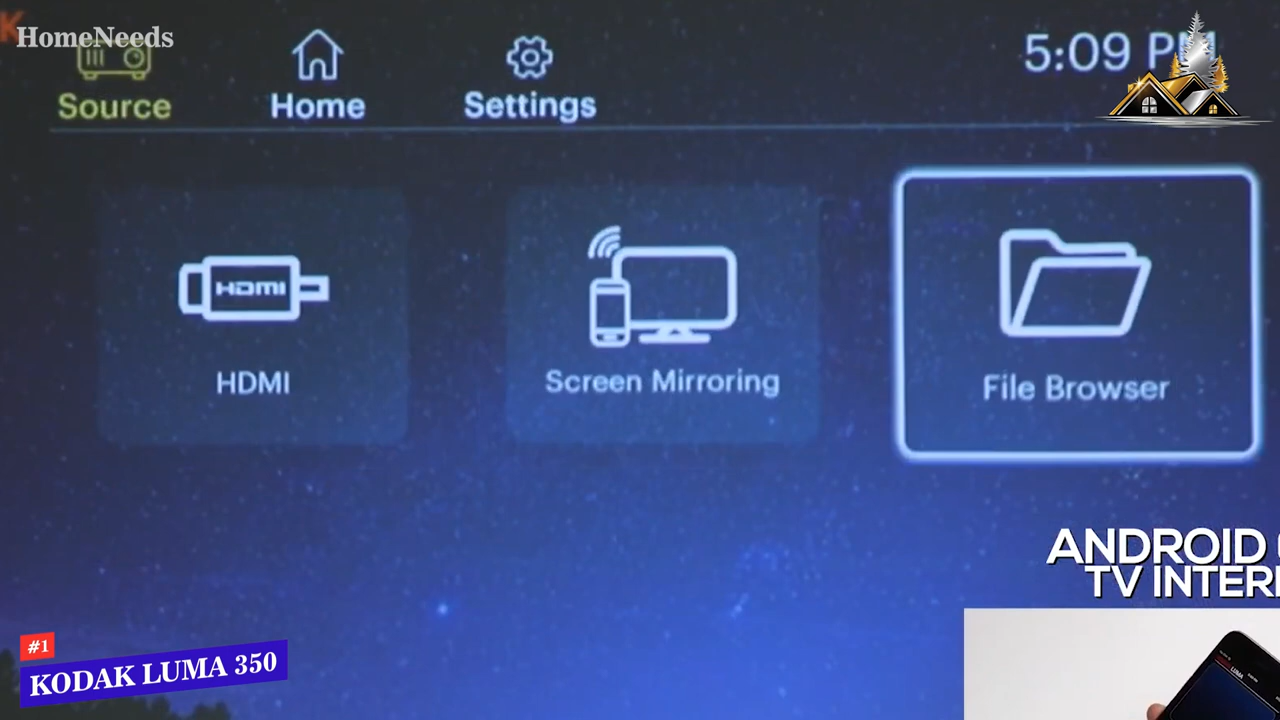 K
HomeNeeds
Source
Home
Settings
5:09 PM
HDMI
HDMI
Screen Mirroring
File Browser
ANDROID
TV INTER
LUMA
#1
KODAK LUMA 350